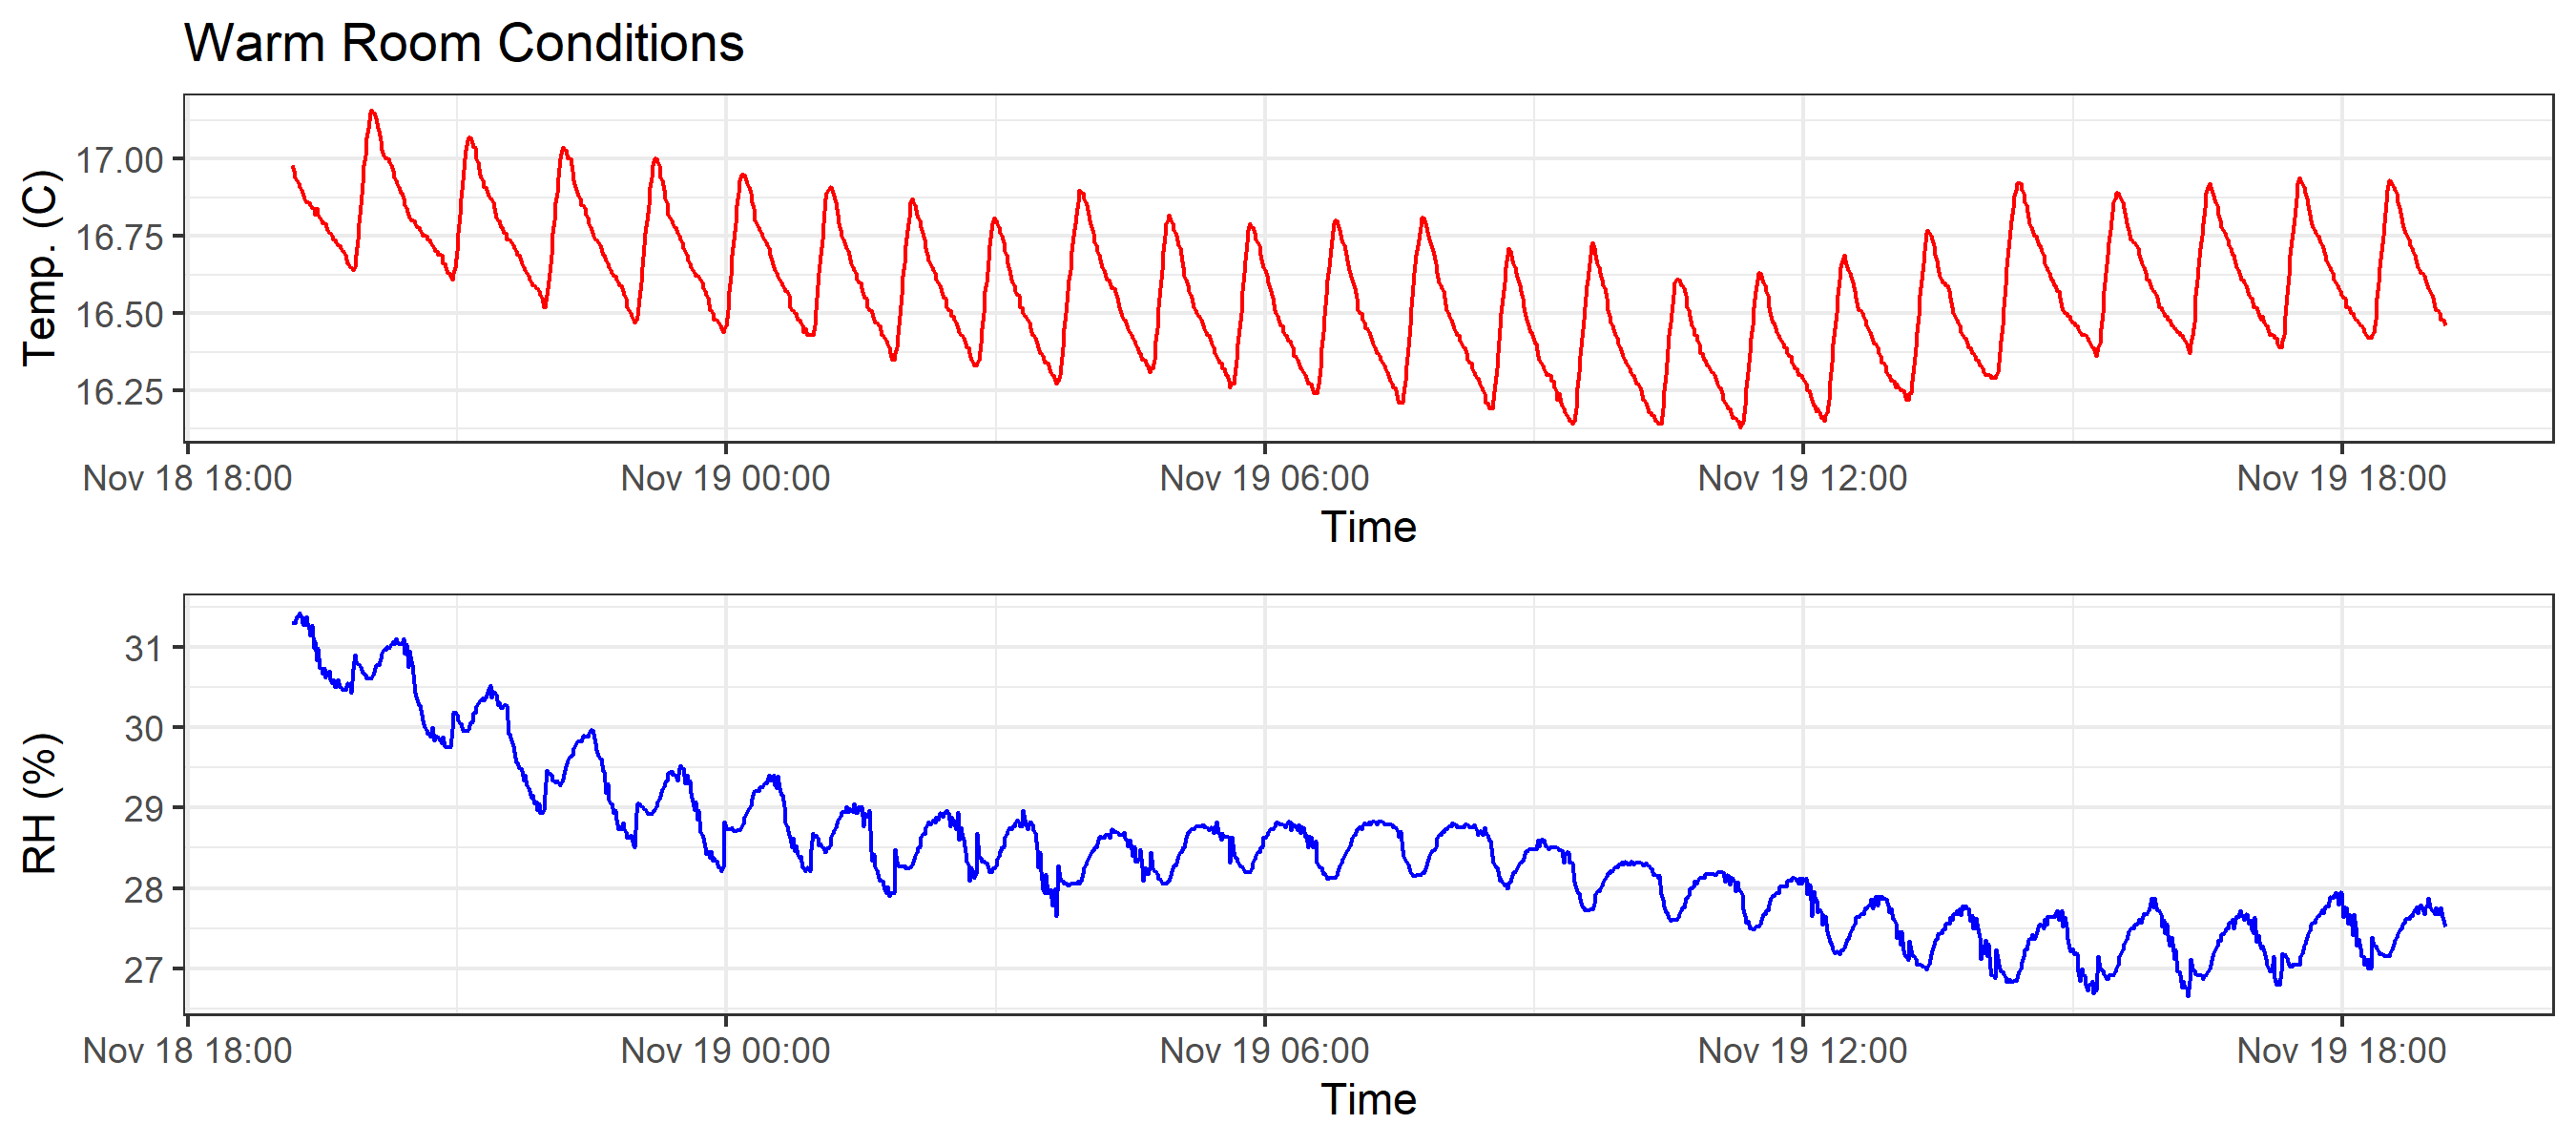 Warm Room Conditions
Temp. (C)
17.00
16.75
16.50
16.25
Nov 18 18:00 Nov 19 00:00 Nov 19 06:00 Nov 19 12:00 Nov 19 18:00
Time
RH (%)
31
30
29
28
27
Nov 18 18:00 Nov 19 00:00 Nov 19 06:00 Nov 19 12:00 Nov 19 18:00
Time